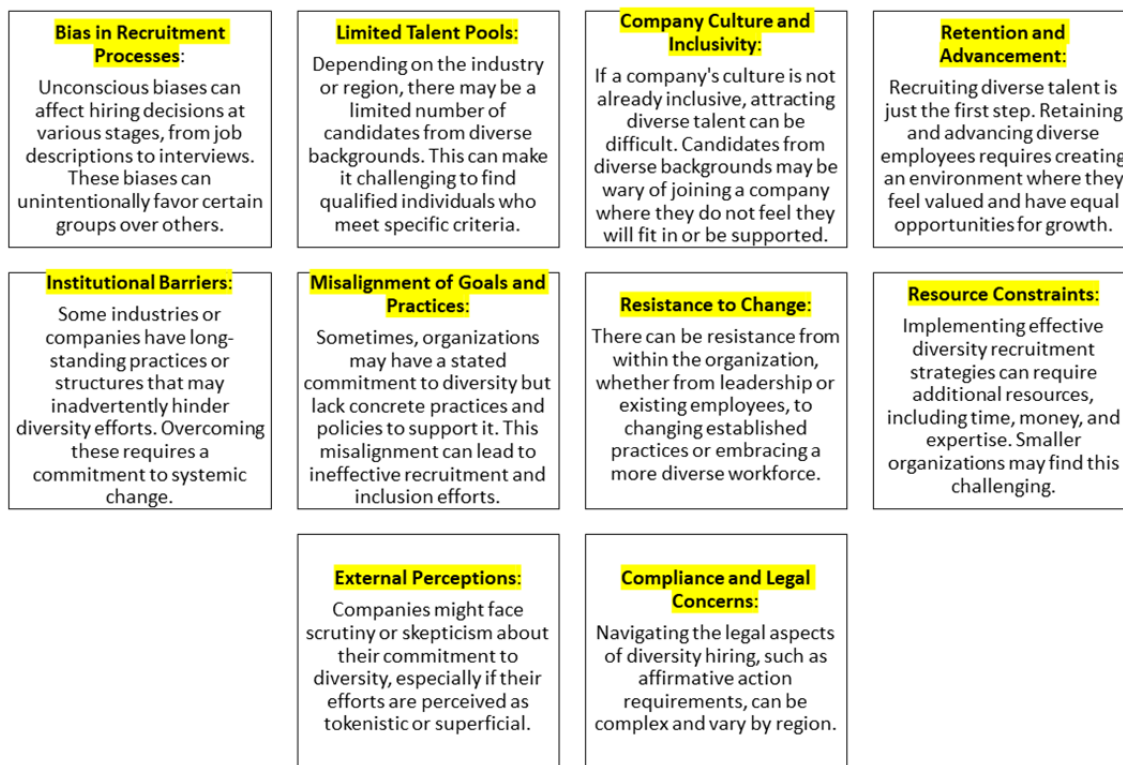 Bias in Recruitment
Processes:
Unconscious biases can
affect hiring decisions at
various stages, from job
descriptions to interviews.
These biases can
unintentionally favor certain
groups over others.
Limited Talent Pools:
Depending on the industry
or region, there may be a
limited number of
candidates from diverse
backgrounds. This can make
it challenging to find
qualified individuals who
meet specific criteria.
Company Culture and
Inclusivity:
If a company's culture is not
already inclusive, attracting
diverse talent can be
difficult. Candidates from
diverse backgrounds may be
wary of joining a company
where they do not feel they
will fit in or be supported.
Retention and
Advancement:
Recruiting diverse talent is
just the first step. Retaining
and advancing diverse
employees requires creating
an environment where they
feel valued and have equal
opportunities for growth.
Institutional Barriers:
Some industries or
companies have long-
standing practices or
structures that may
inadvertently hinder
diversity efforts. Overcoming
these requires a
commitment to systemic
change.
Misalignment of Goals and
Practices:
Sometimes, organizations
may have a stated
commitment to diversity but
lack concrete practices and
policies to support it. This
misalignment can lead to
ineffective recruitment and
inclusion efforts.
Resistance to Change:
There can be resistance from
within the organization,
whether from leadership or
existing employees, to
changing established
practices or embracing a
more diverse workforce.
Resource Constraints:
Implementing effective
diversity recruitment
strategies can require
additional resources,
including time, money, and
expertise. Smaller
organizations may find this
challenging.
External Perceptions:
Companies might face
scrutiny or skepticism about
their commitment to
diversity, especially if their
efforts are perceived as
tokenistic or superficial.
Compliance and Legal
Concerns:
Navigating the legal aspects
of diversity hiring, such as
affirmative action
requirements, can be
complex and vary by region.